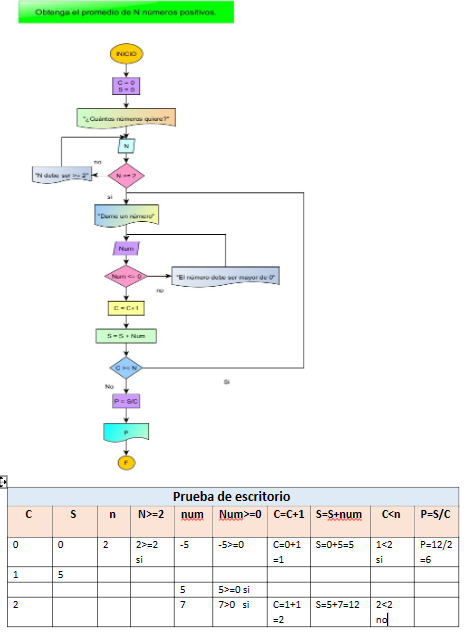 Obtenga el promedio de N números positivos.
INICIO
C = 0
S = 0
"¿Cuántos números quiere?"
N
no
"N debe ser >= 2"
si
"Deme un número"
Num
Num <= 0
"El número debe ser mayor de 0"
no
C = C+1
S = S + Num
Si
No
P = S/C
P
F
Prueba de escritorio
C S n N>=2 num Num>=0 C=C+1 S=S+num C<n P=S/C
0 0 2 2>=2 -5 -5>=0 C=0+1 S=0+5=5 1<2 P=12/2
si =1 si =6
1 5
5 5>=0 si
2 7 7>0 si C=1+1 S=5+7=12 2<2
=2 no